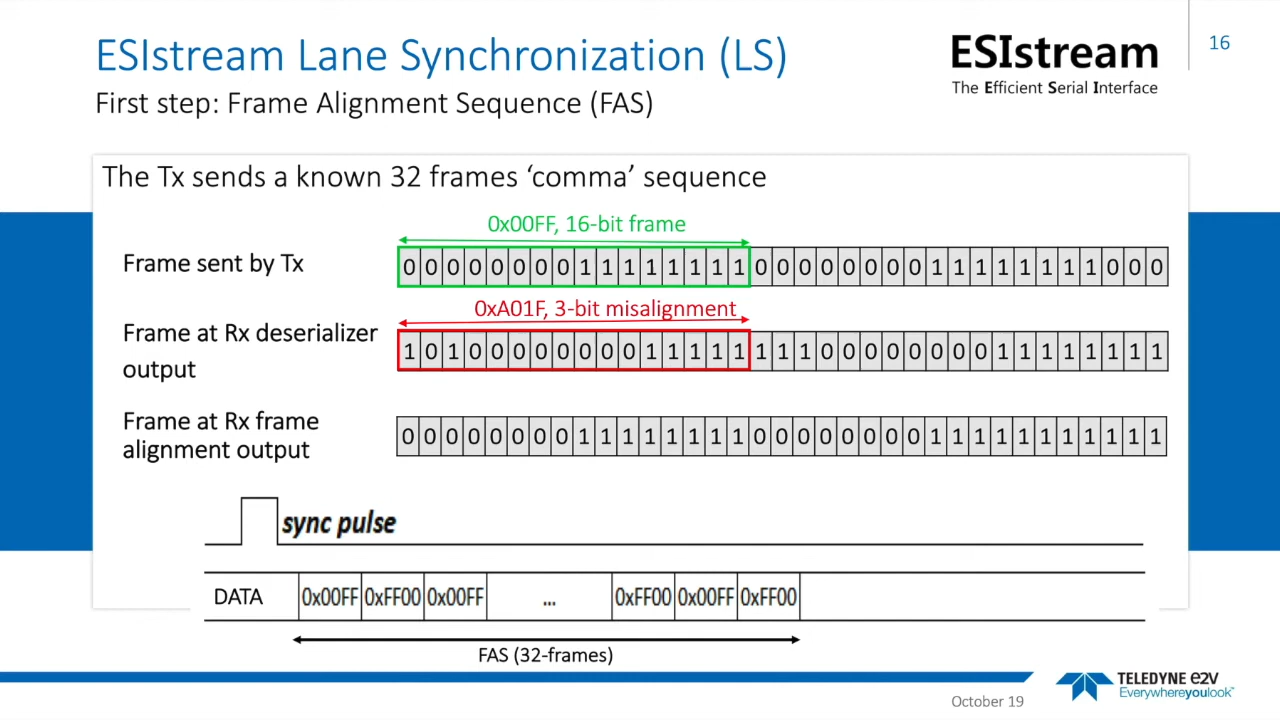 ESIstream Lane Synchronization (LS)
First step: Frame Alignment Sequence (FAS)
ESIstream
The Efficient Serial Interface
16
The Tx sends a known 32 frames ‘comma’ sequence
0x00FF, 16-bit frame
Frame sent by Tx
0 0 0 0 0 0 0 0 1 1 1 1 1 1 1 1 0 0 0 0 0 0 0 0 1 1 1 1 1 1 1 1 0 0 0
0xA01F, 3-bit misalignment
Frame at Rx deserializer
output
1 0 1 0 0 0 0 0 0 0 0 1 1 1 1 1 1 1 1 0 0 0 0 0 0 0 0 1 1 1 1 1 1 1 1
Frame at Rx frame
alignment output
0 0 0 0 0 0 0 0 1 1 1 1 1 1 1 1 0 0 0 0 0 0 0 0 1 1 1 1 1 1 1 1 1 1 1
sync pulse
DATA 0x00FF 0xFF00 0x00FF ... 0xFF00 0x00FF 0xFF00
FAS (32-frames)
October 19
TELEDYNE e2v
Everywhereyoulook™